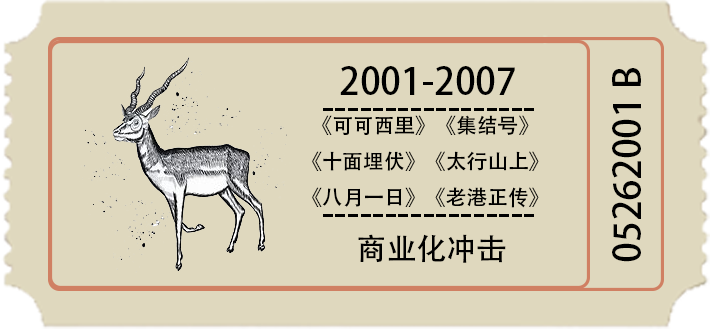 2001-2007
《可可西里》《集结号》
《十面埋伏》《太行山上》
《八月一日》《老港正传》
商业化冲击
05262001 B